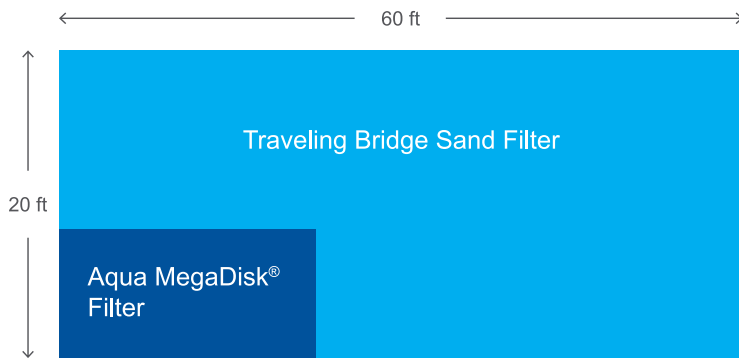 60 ft
Traveling Bridge Sand Filter
20 ft
Aqua MegaDisk®
Filter